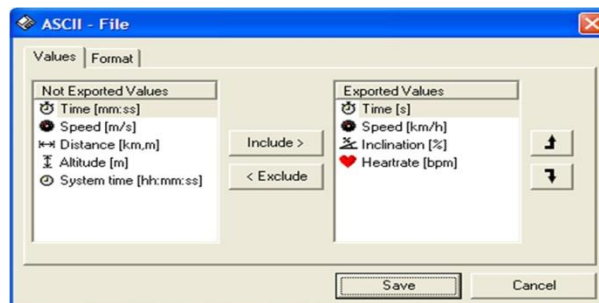 ASCII - File
Values Format
Not Exported Values
Time [mm:ss]
Speed [m/s]
Distance [km,m]
Altitude [m]
System time [hh:mm:ss]
Include >
< Exclude
Exported Values
Time [s]
Speed [km/h]
Inclination [%]
Heartrate [bpm]
Save Cancel